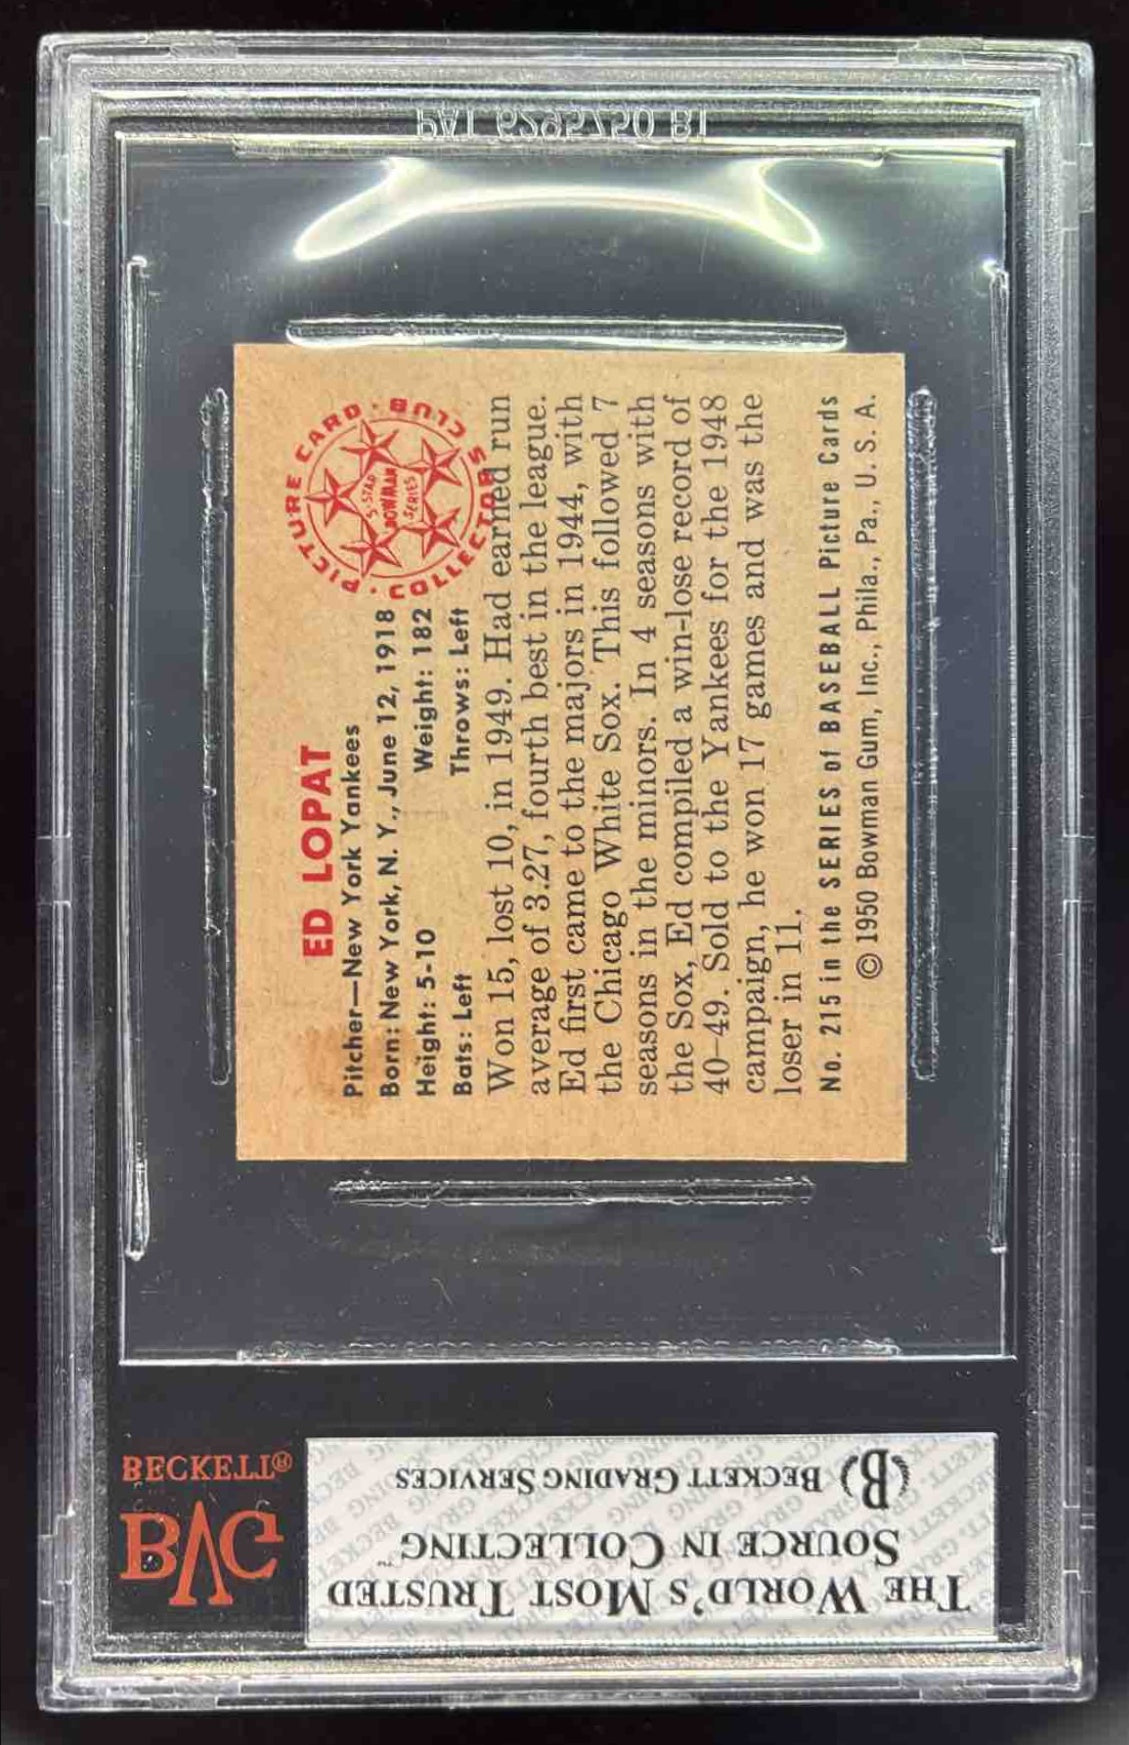 PAT 6295750 B1
ED LOPAT
Pitcher—New York Yankees
Born: New York, N. Y., June 12, 1918
Height: 5-10 Weight: 182
Bats: Left Throws: Left
PICTURE CARD · COLLECTORS CLUB ·
5-STAR
BOWMAN
SERIES
Won 15, lost 10, in 1949. Had earned run
average of 3.27, fourth best in the league.
Ed first came to the majors in 1944, with
the Chicago White Sox. This followed 7
seasons in the minors. In 4 seasons with
the Sox, Ed compiled a win-lose record of
40-49. Sold to the Yankees for the 1948
campaign, he won 17 games and was the
loser in 11.
No. 215 in the SERIES of BASEBALL Picture Cards
© 1950 Bowman Gum, Inc., Phila., Pa., U. S. A.
THE WORLD'S MOST TRUSTED
SOURCE IN COLLECTING™
(B) BECKETT GRADING SERVICES
BECKETT®